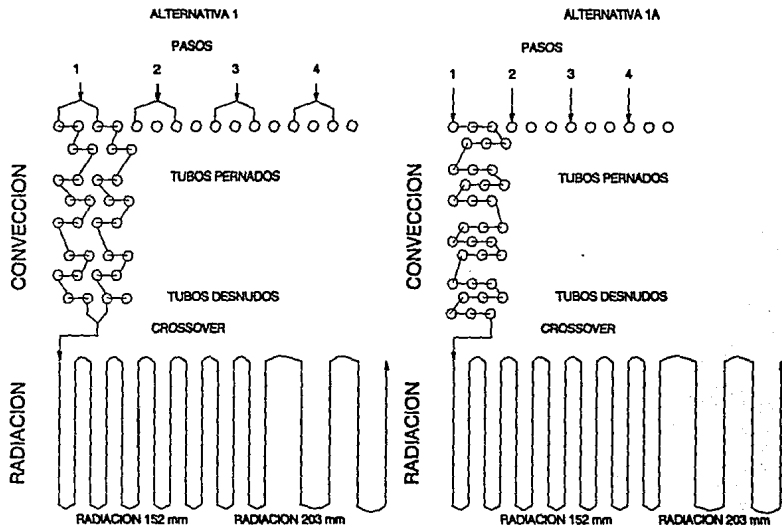 ALTERNATIVA 1
PASOS
1 2 3 4
CONVECCION
TUBOS PERNADOS
TUBOS DESNUDOS
CROSSOVER
RADIACION
RADIACION 152 mm RADIACION 203 mm
ALTERNATIVA 1A
PASOS
1 2 3 4
CONVECCION
TUBOS PERNADOS
TUBOS DESNUDOS
CROSSOVER
RADIACION
RADIACION 152 mm RADIACION 203 mm